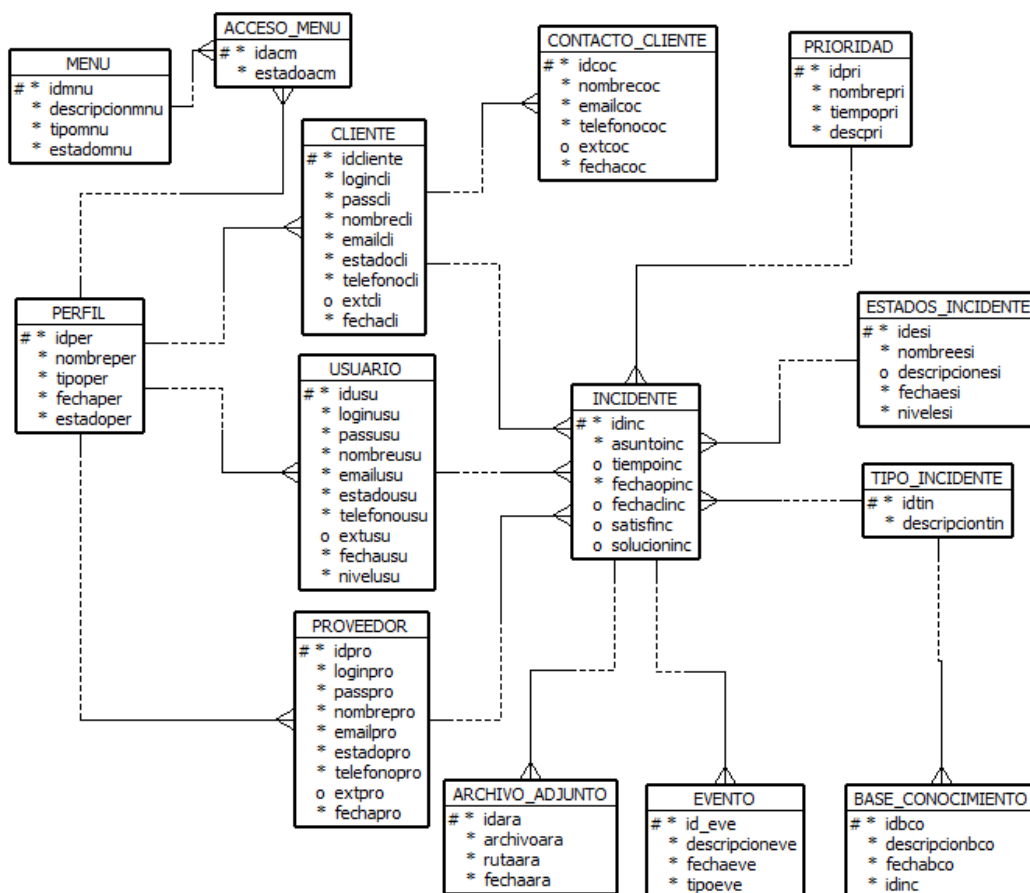 ACCESO_MENU
# * idacm
* estadoacm
MENU
# * idmnu
* descripcionmnu
* tipomnu
* estadomnu
CONTACTO_CLIENTE
# * idcoc
* nombrecoc
* emailcoc
* telefonococ
o extcoc
* fechacoc
PRIORIDAD
# * idpri
* nombrepri
* tiempopri
* descpri
CLIENTE
# * idcliente
* logincli
* passcli
* nombrecli
* emailcli
* estadocli
* telefonocli
o extcli
* fechacli
PERFIL
# * idper
* nombreper
* tipoper
* fechaper
* estadoper
ESTADOS_INCIDENTE
# * idesi
* nombreesi
o descripcionesi
* fechaesi
* nivelesi
USUARIO
# * idusu
* loginusu
* passusu
* nombreusu
* emailusu
* estadousu
* telefonousu
o extusu
* fechausu
* nivelusu
INCIDENTE
# * idinc
* asuntoinc
o tiempoinc
* fechaopinc
o fechaclinc
o satisfinc
o solucioninc
TIPO_INCIDENTE
# * idtin
* descripciontin
PROVEEDOR
# * idpro
* loginpro
* passpro
* nombrepro
* emailpro
* estadopro
* telefonopro
o extpro
* fechapro
ARCHIVO_ADJUNTO
# * idara
* archivoara
* rutaara
* fechaara
EVENTO
# * id_eve
* descripcioneve
* fechaeve
* tipoeve
BASE_CONOCIMIENTO
# * idbco
* descripcionbco
* fechabco
* idinc